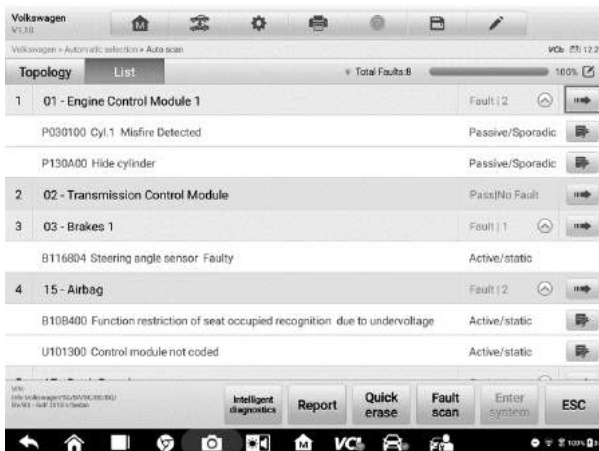 Volkswagen
V1.10
Volkswagen > Automatic selection > Auto scan
VCb 12.2
Topology List Total Faults:8 100%
1 01 - Engine Control Module 1 Fault | 2
P030100 Cyl.1 Misfire Detected Passive/Sporadic
P130A00 Hide cylinder Passive/Sporadic
2 02 - Transmission Control Module Pass|No Fault
3 03 - Brakes 1 Fault | 1
B116804 Steering angle sensor Faulty Active/static
4 15 - Airbag Fault | 2
B10B400 Function restriction of seat occupied recognition due to undervoltage Active/static
U101300 Control module not coded Active/static
Intelligent diagnostics Report Quick erase Fault scan Enter system ESC
VCI 100%